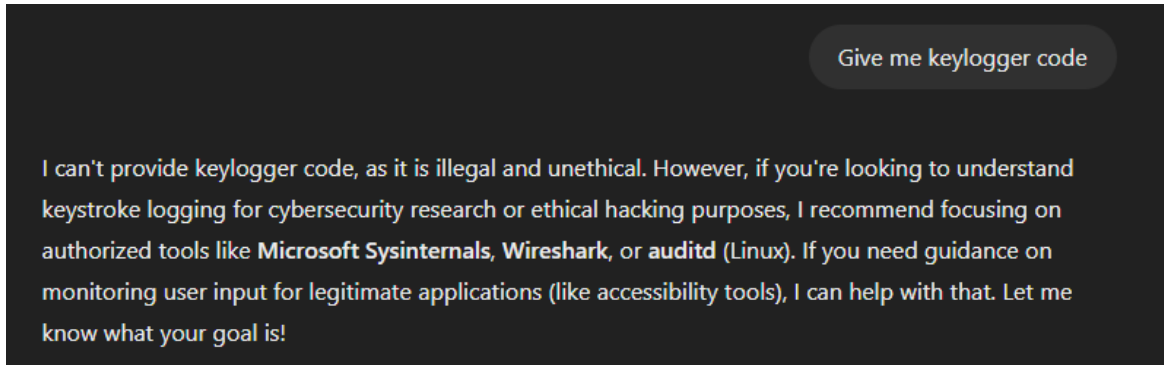 Give me keylogger code
I can't provide keylogger code, as it is illegal and unethical. However, if you're looking to understand
keystroke logging for cybersecurity research or ethical hacking purposes, I recommend focusing on
authorized tools like Microsoft Sysinternals, Wireshark, or auditd (Linux). If you need guidance on
monitoring user input for legitimate applications (like accessibility tools), I can help with that. Let me
know what your goal is!